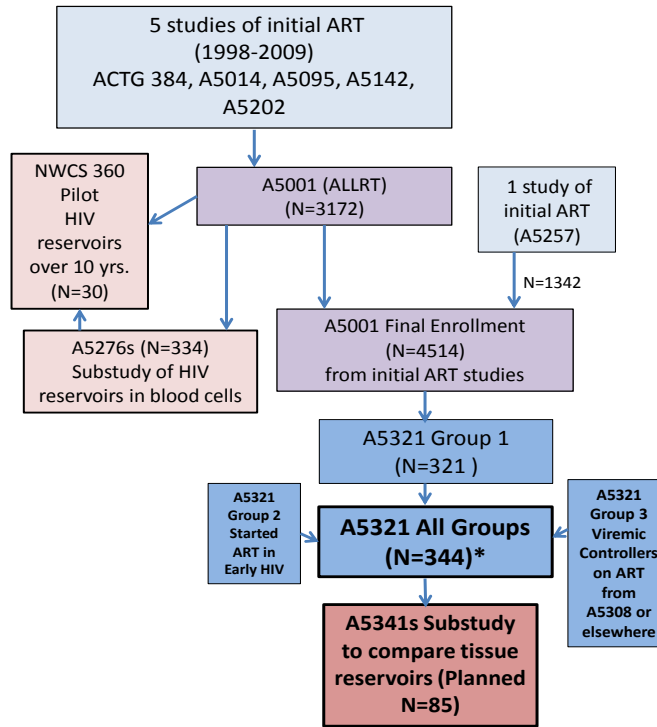 5 studies of initial ART
(1998-2009)
ACTG 384, A5014, A5095, A5142,
A5202
NWCS 360
Pilot
HIV
reservoirs
over 10 yrs.
(N=30)
A5001 (ALLRT)
(N=3172)
1 study of
initial ART
(A5257)
N=1342
A5276s (N=334)
Substudy of HIV
reservoirs in blood cells
A5001 Final Enrollment
(N=4514)
from initial ART studies
A5321 Group 1
(N=321 )
A5321
Group 2
Started
ART in
Early HIV
A5321 All Groups
(N=344)*
A5321
Group 3
Viremic
Controllers
on ART
from
A5308 or
elsewhere
A5341s Substudy
to compare tissue
reservoirs (Planned
N=85)